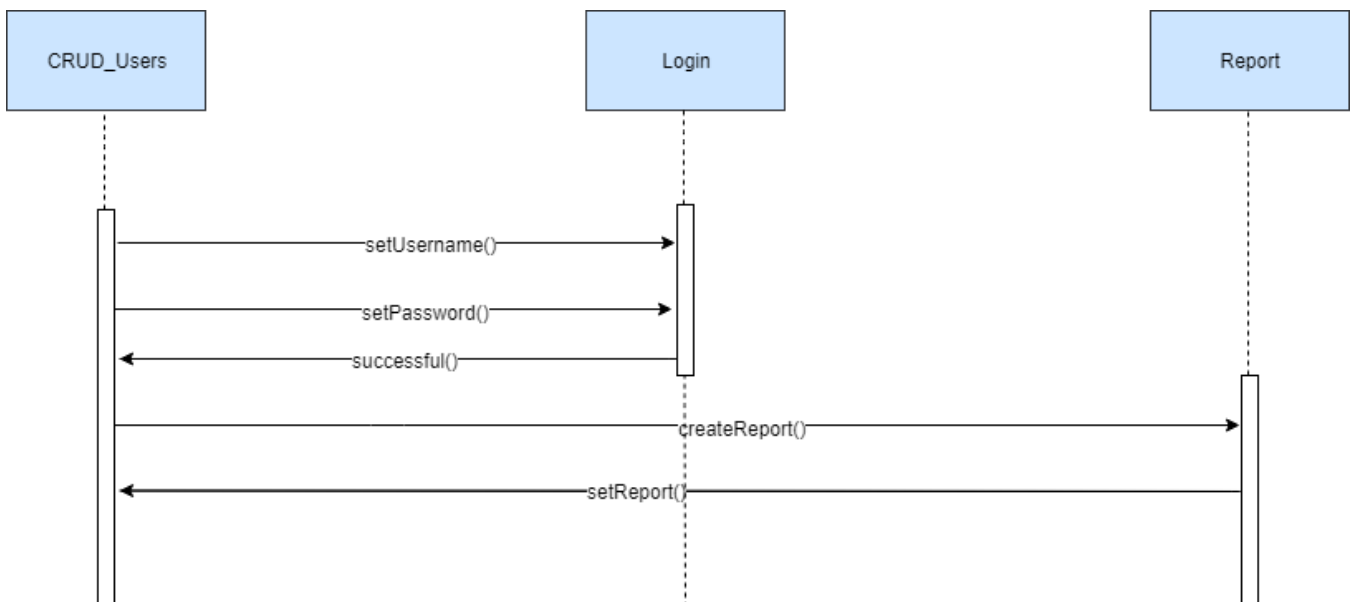 CRUD_Users
Login
Report
setUsername()
setPassword()
successful()
createReport()
setReport()